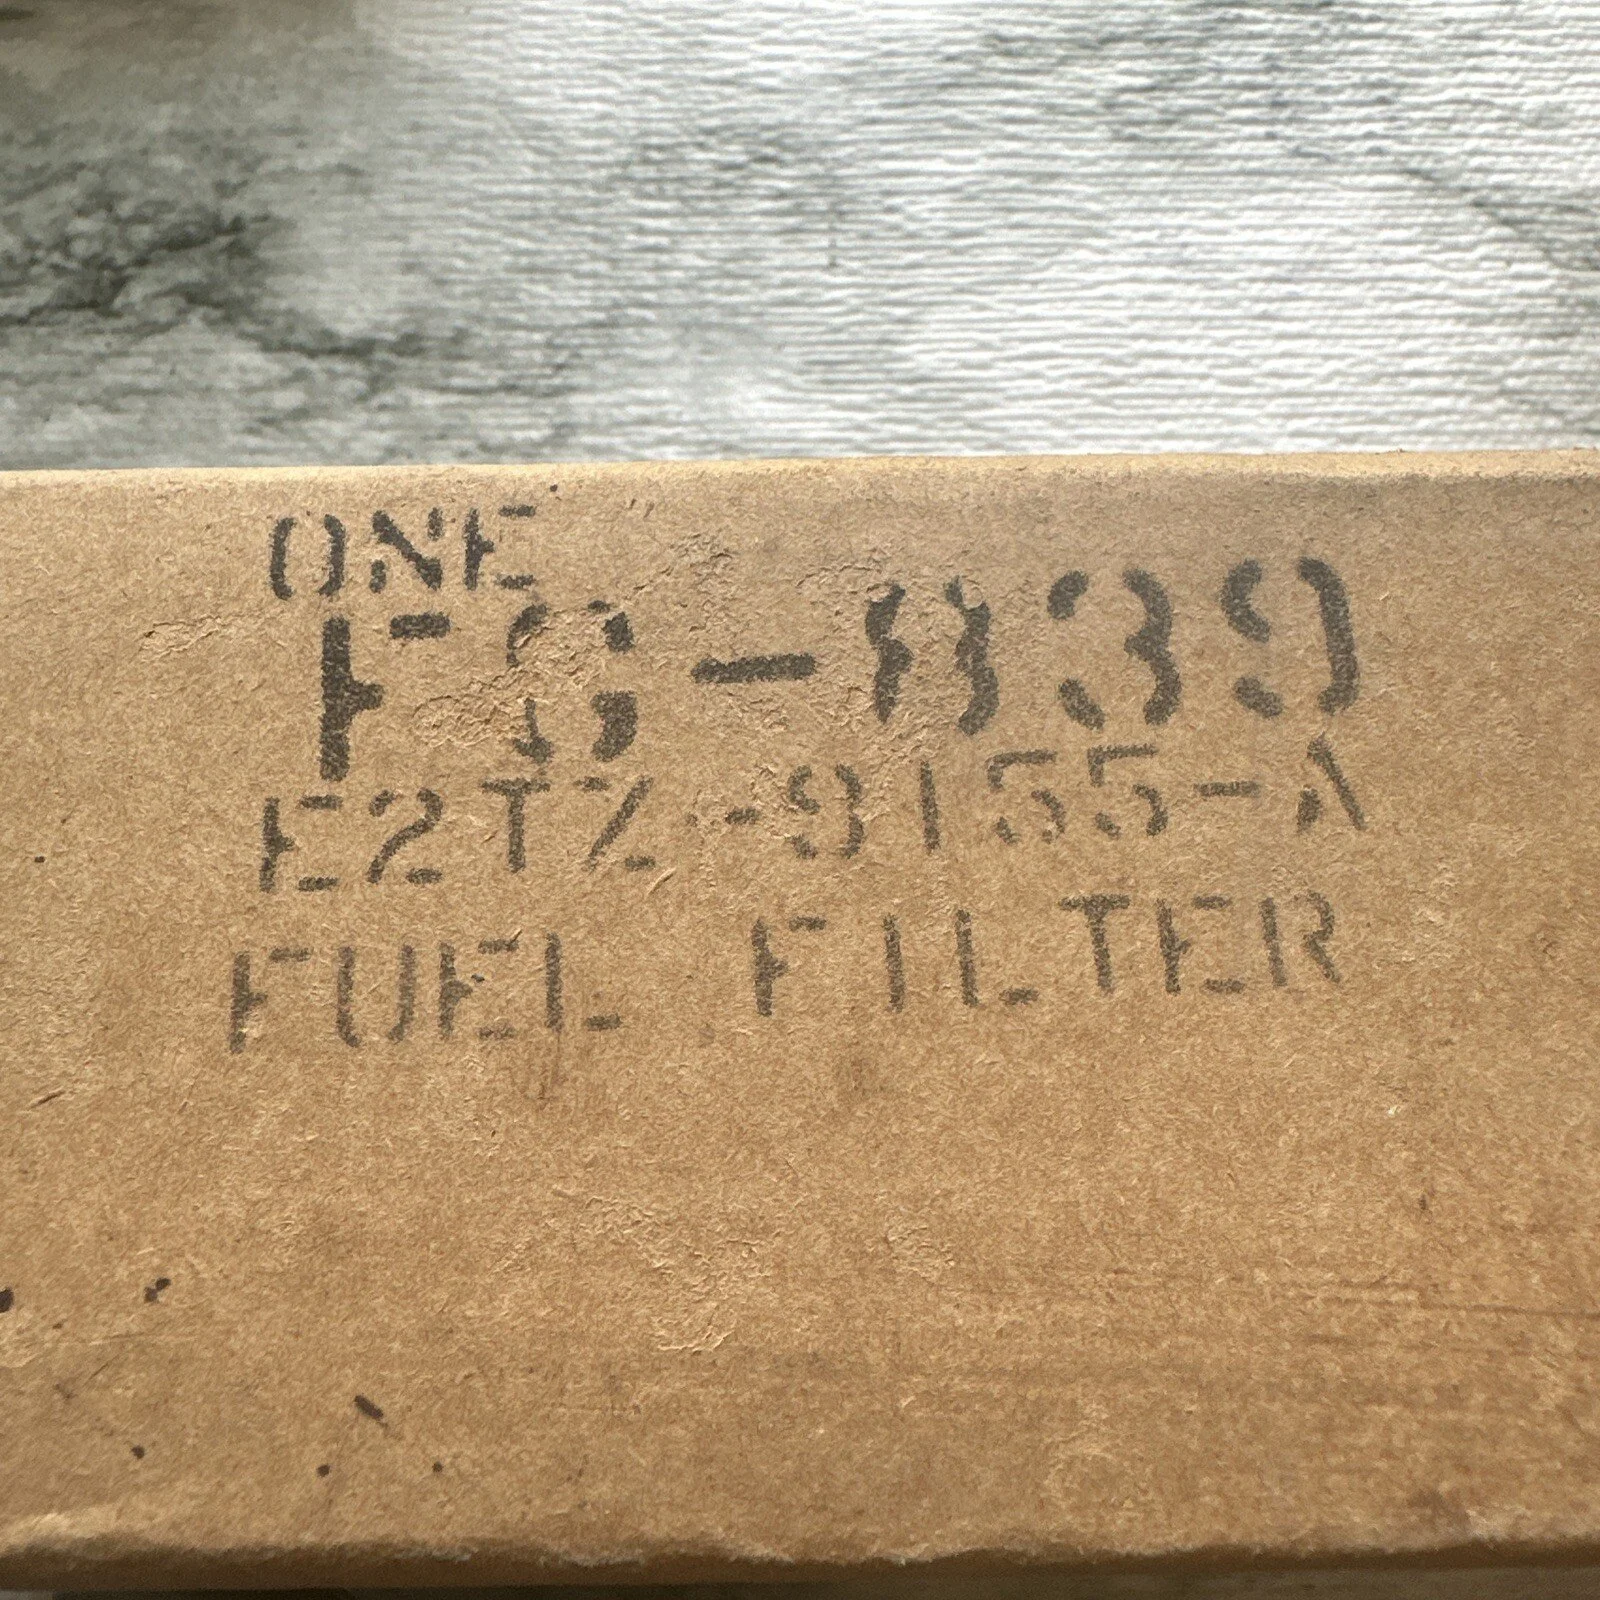 ONE
FG-839
E2TZ-9155-A
FUEL FILTER